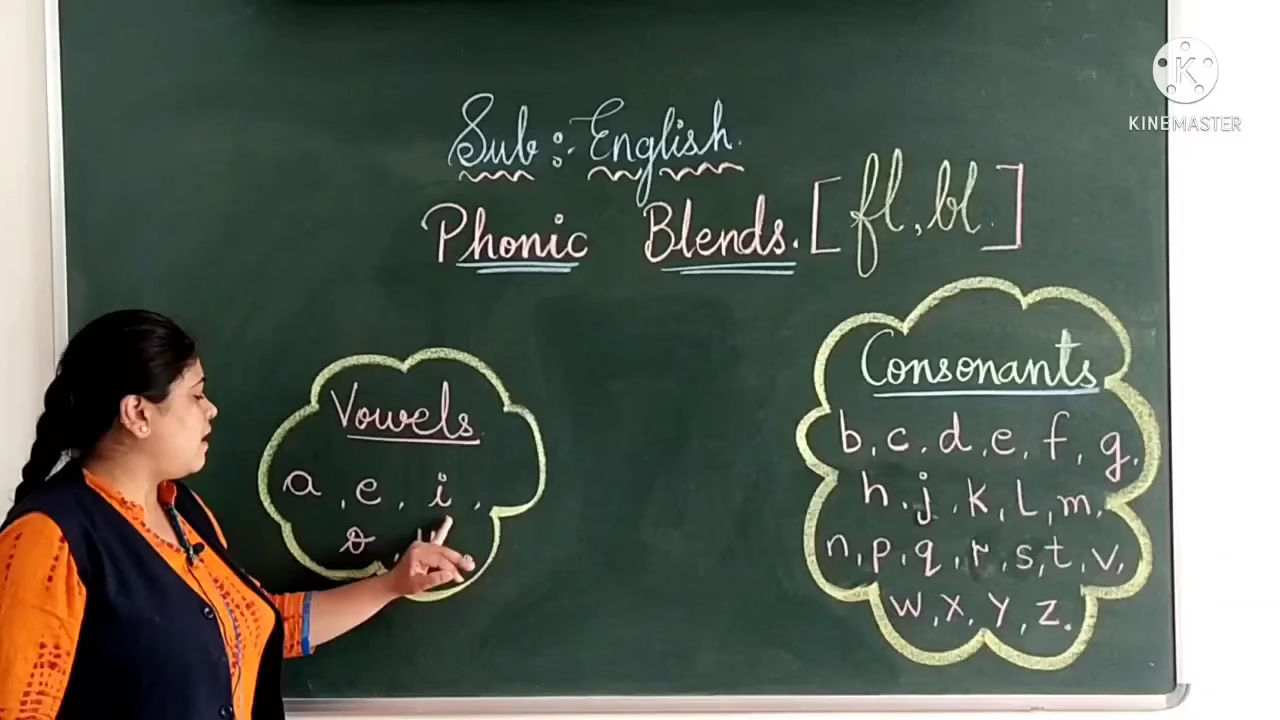 Sub :- English.
Phonic Blends. [fl, bl.]
Vowels
a, e, i,
o, u
Consonants
b, c, d, e, f, g,
h, j, k, L, m,
n, p, q, r, s, t, v,
w, x, y, z.
KINEMASTER